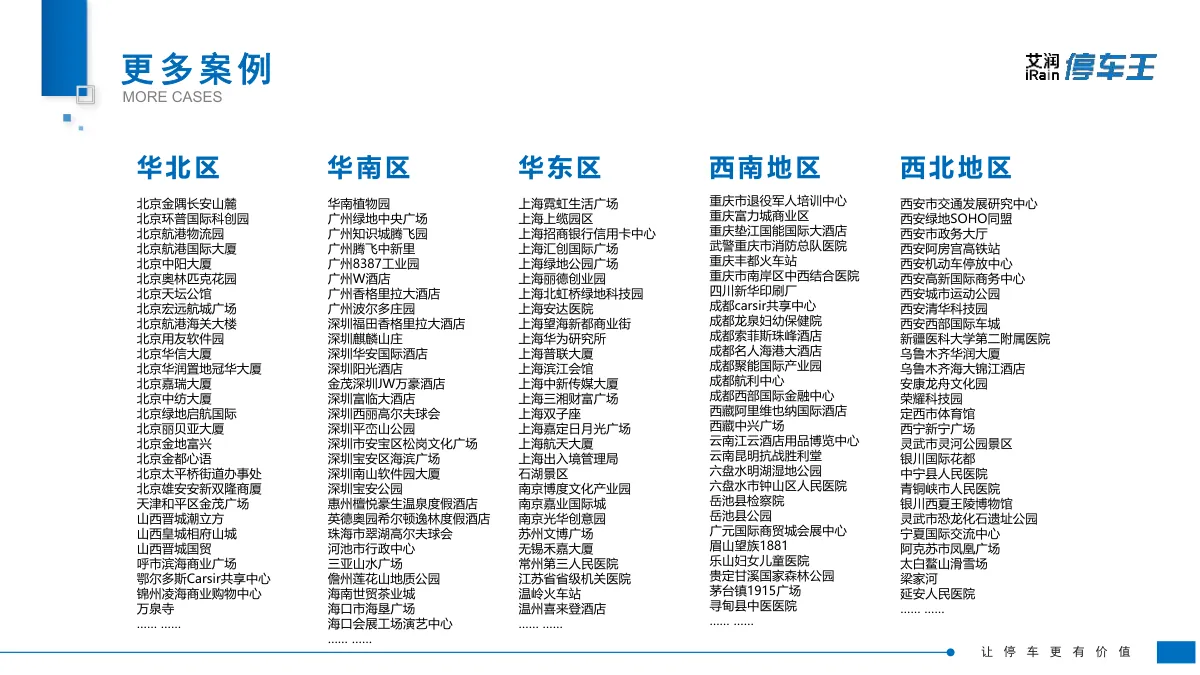 更多案例
MORE CASES
艾润
iRain
停车王
华北区
北京金隅长安山麓
北京环普国际科创园
北京航港物流园
北京航港国际大厦
北京中阳大厦
北京奥林匹克花园
北京天坛公馆
北京宏远航城广场
北京航港海关大楼
北京用友软件园
北京华信大厦
北京华润置地冠华大厦
北京嘉瑞大厦
北京中纺大厦
北京绿地启航国际
北京丽贝亚大厦
北京金地富兴
北京金都心语
北京太平桥街道办事处
北京雄安安新双隆商厦
天津和平区金茂广场
山西晋城潮立方
山西皇城相府山城
山西晋城国贸
呼市滨海商业广场
鄂尔多斯Carsir共享中心
锦州凌海商业购物中心
万泉寺
...... ......
华南区
华南植物园
广州绿地中央广场
广州知识城腾飞园
广州腾飞中新里
广州8387工业园
广州W酒店
广州香格里拉大酒店
广州波尔多庄园
深圳福田香格里拉大酒店
深圳麒麟山庄
深圳华安国际酒店
深圳阳光酒店
金茂深圳JW万豪酒店
深圳富临大酒店
深圳西丽高尔夫球会
深圳平峦山公园
深圳市安宝区松岗文化广场
深圳宝安区海滨广场
深圳南山软件园大厦
深圳宝安公园
惠州檀悦豪生温泉度假酒店
英德奥园希尔顿逸林度假酒店
珠海市翠湖高尔夫球会
河池市行政中心
三亚山水广场
儋州莲花山地质公园
海南世贸茶业城
海口市海垦广场
海口会展工场演艺中心
...... ......
华东区
上海霓虹生活广场
上海上缆园区
上海招商银行信用卡中心
上海汇创国际广场
上海绿地公园广场
上海丽德创业园
上海北虹桥绿地科技园
上海安达医院
上海望海新都商业街
上海华为研究所
上海普联大厦
上海滨江会馆
上海中新传媒大厦
上海三湘财富广场
上海双子座
上海嘉定日月光广场
上海航天大厦
上海出入境管理局
石湖景区
南京博度文化产业园
南京嘉业国际城
南京光华创意园
苏州文博广场
无锡禾嘉大厦
常州第三人民医院
江苏省省级机关医院
温岭火车站
温州喜来登酒店
...... ......
西南地区
重庆市退役军人培训中心
重庆富力城商业区
重庆垫江国能国际大酒店
武警重庆市消防总队医院
重庆丰都火车站
重庆市南岸区中西结合医院
四川新华印刷厂
成都carsir共享中心
成都龙泉妇幼保健院
成都索菲斯珠峰酒店
成都名人海港大酒店
成都聚能国际产业园
成都航利中心
成都西部国际金融中心
西藏阿里维也纳国际酒店
西藏中兴广场
云南江云酒店用品博览中心
云南昆明抗战胜利堂
六盘水明湖湿地公园
六盘水市钟山区人民医院
岳池县检察院
岳池县公园
广元国际商贸城会展中心
眉山望族1881
乐山妇女儿童医院
贵定甘溪国家森林公园
茅台镇1915广场
寻甸县中医医院
...... ......
西北地区
西安市交通发展研究中心
西安绿地SOHO同盟
西安市政务大厅
西安阿房宫高铁站
西安机动车停放中心
西安高新国际商务中心
西安城市运动公园
西安清华科技园
西安西部国际车城
新疆医科大学第二附属医院
乌鲁木齐华润大厦
乌鲁木齐海大锦江酒店
安康龙舟文化园
荣耀科技园
定西市体育馆
西宁新宁广场
灵武市灵河公园景区
银川国际花都
中宁县人民医院
青铜峡市人民医院
银川西夏王陵博物馆
灵武市恐龙化石遗址公园
宁夏国际交流中心
阿克苏市凤凰广场
太白鳌山滑雪场
梁家河
延安人民医院
...... ......
让停车更有价值